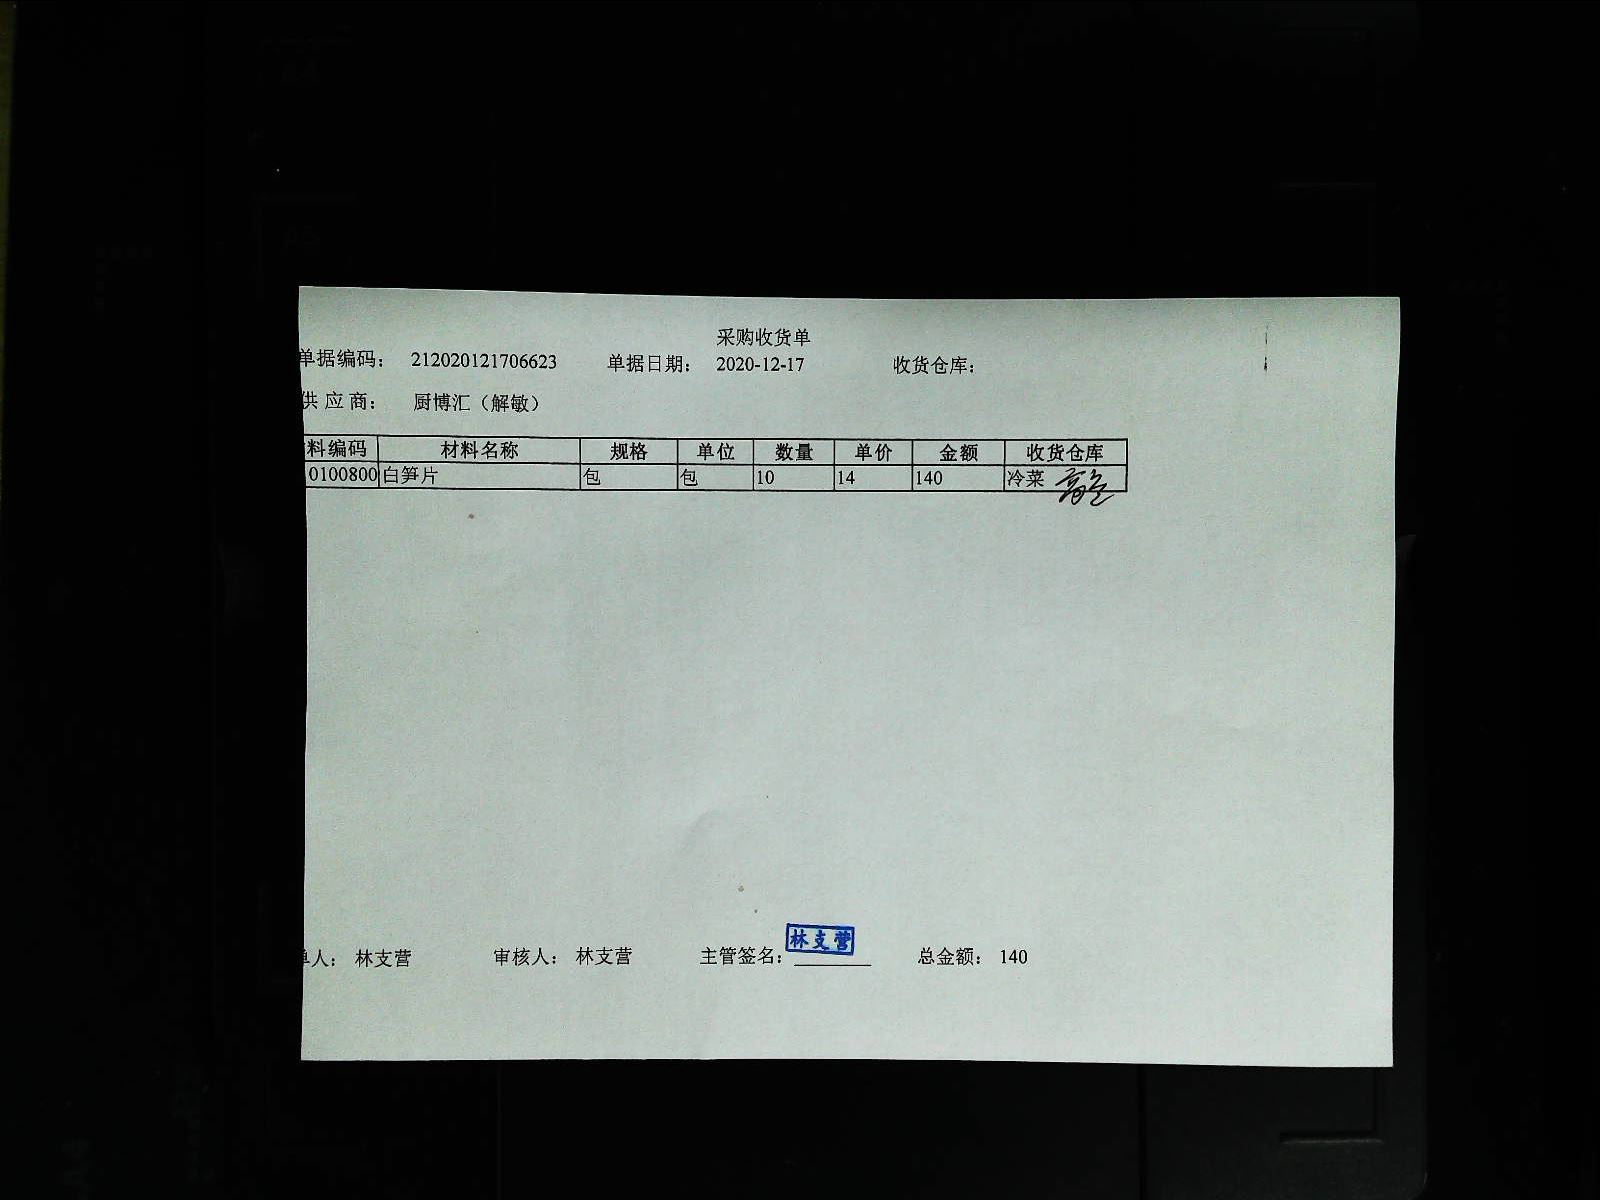 采购收货单
单据编码： 212020121706623 单据日期： 2020-12-17 收货仓库：
供 应 商： 厨博汇（解敏）
料编码 材料名称 规格 单位 数量 单价 金额 收货仓库
0100800 白笋片 包 包 10 14 140 冷菜
林支营
单人： 林支营 审核人： 林支营 主管签名： 总金额： 140